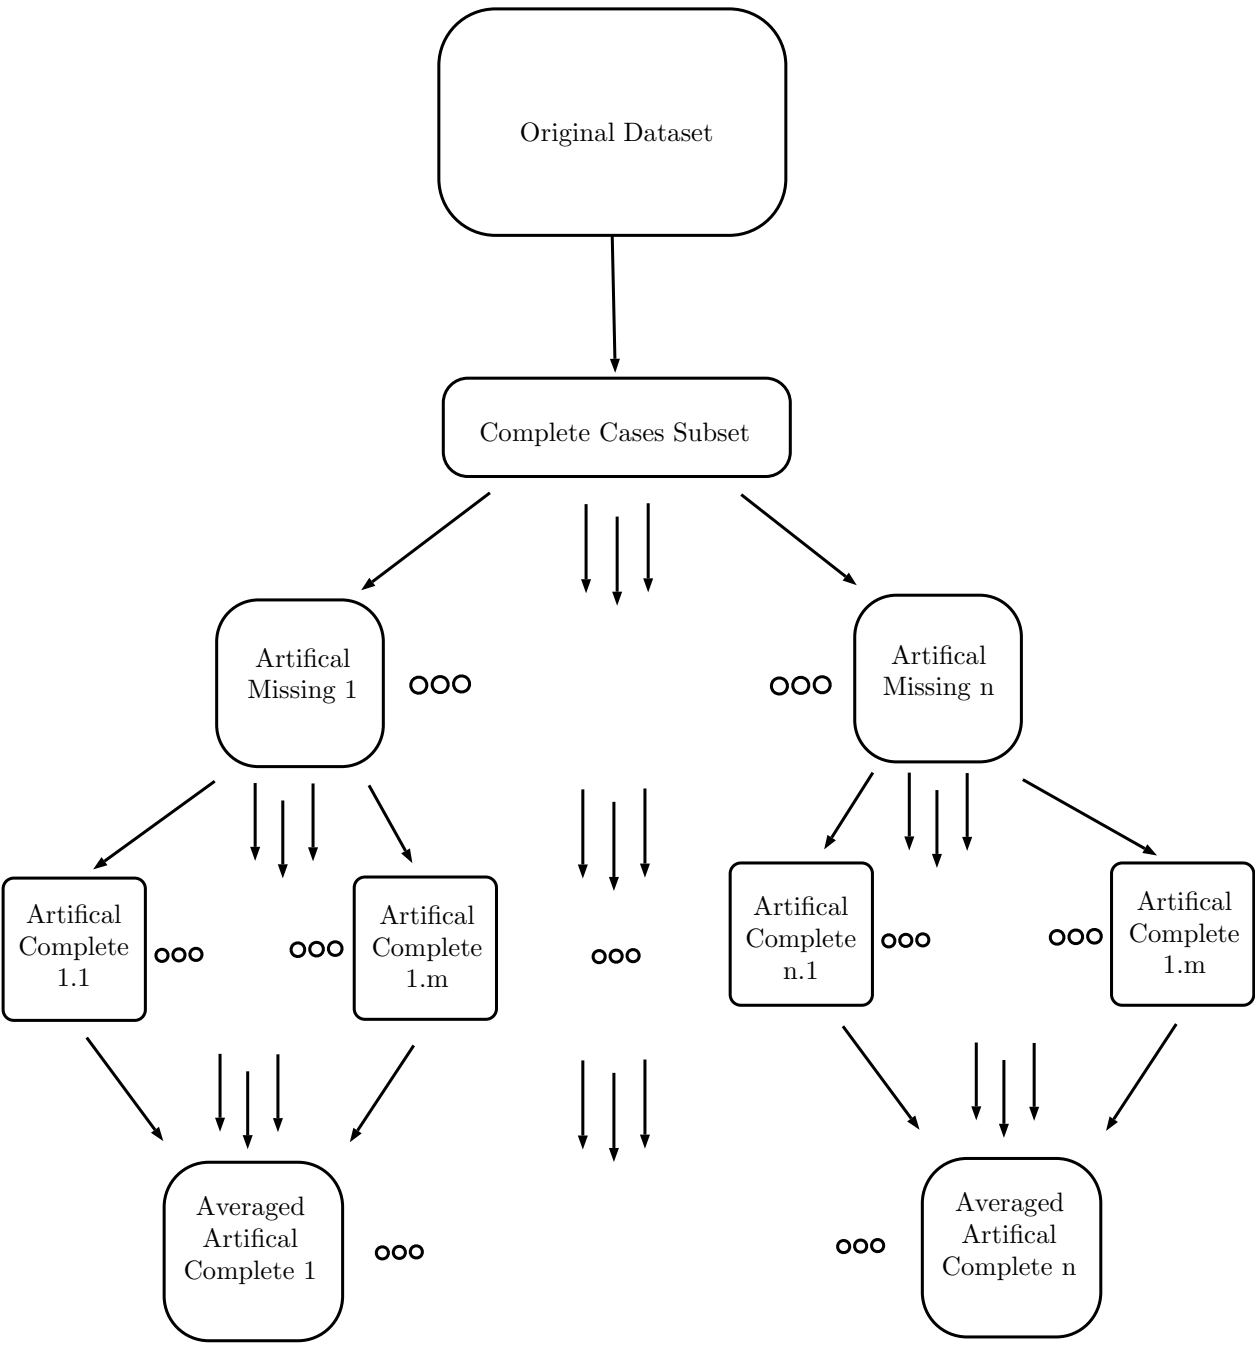 Original Dataset
Complete Cases Subset
Artifical
Missing 1
Artifical
Missing n
Artifical
Complete
1.1
Artifical
Complete
1.m
Artifical
Complete
n.1
Artifical
Complete
1.m
Averaged
Artifical
Complete 1
Averaged
Artifical
Complete n